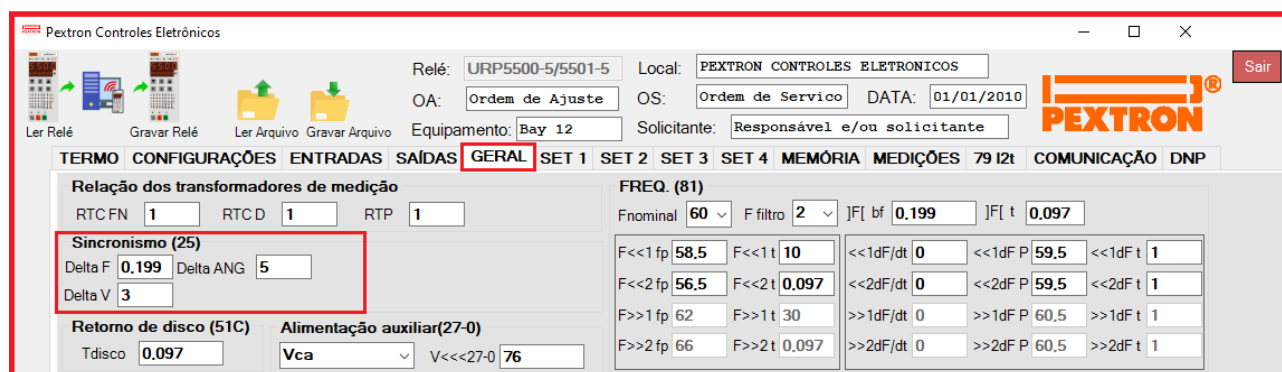 Pextron Controles Eletrônicos
Relé: URP5500-5/5501-5 Local: PEXTRON CONTROLES ELETRONICOS Sair
OA: Ordem de Ajuste OS: Ordem de Servico DATA: 01/01/2010
Ler Relé Gravar Relé Ler Arquivo Gravar Arquivo Equipamento: Bay 12 Solicitante: Responsável e/ou solicitante PEXTRON
TERMO CONFIGURAÇÕES ENTRADAS SAÍDAS GERAL SET 1 SET 2 SET 3 SET 4 MEMÓRIA MEDIÇÕES 79 I2t COMUNICAÇÃO DNP
Relação dos transformadores de medição
RTC FN 1 RTC D 1 RTP 1
Sincronismo (25)
Delta F 0.199 Delta ANG 5
Delta V 3
Retorno de disco (51C)
Tdisco 0.097
Alimentação auxiliar(27-0)
Vca V<<<27-0 76
FREQ. (81)
Fnominal 60 F filtro 2 ]F[ bf 0.199 ]F[ t 0.097
F<<1 fp 58.5 F<<1 t 10 <<1dF/dt 0 <<1dF P 59.5 <<1dF t 1
F<<2 fp 56.5 F<<2 t 0.097 <<2dF/dt 0 <<2dF P 59.5 <<2dF t 1
F>>1 fp 62 F>>1 t 30 >>1dF/dt 0 >>1dF P 60.5 >>1dF t 1
F>>2 fp 66 F>>2 t 0.097 >>2dF/dt 0 >>2dF P 60.5 >>2dF t 1